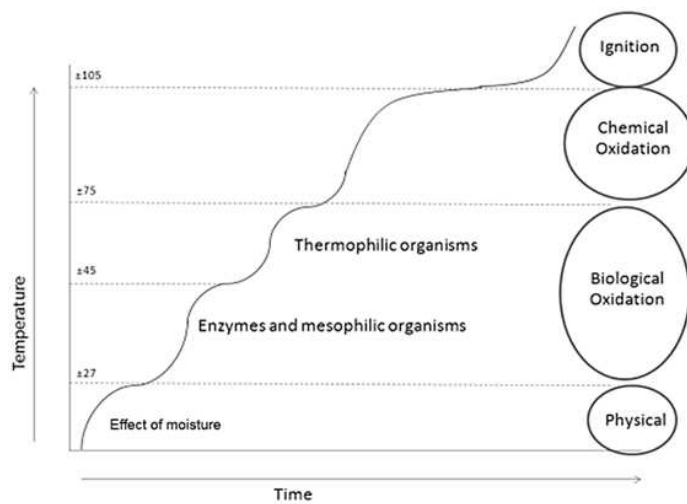 Ignition
±105
Chemical
Oxidation
±75
Thermophilic organisms
±45
Biological
Oxidation
Enzymes and mesophilic organisms
±27
Effect of moisture
Physical
Temperature
Time